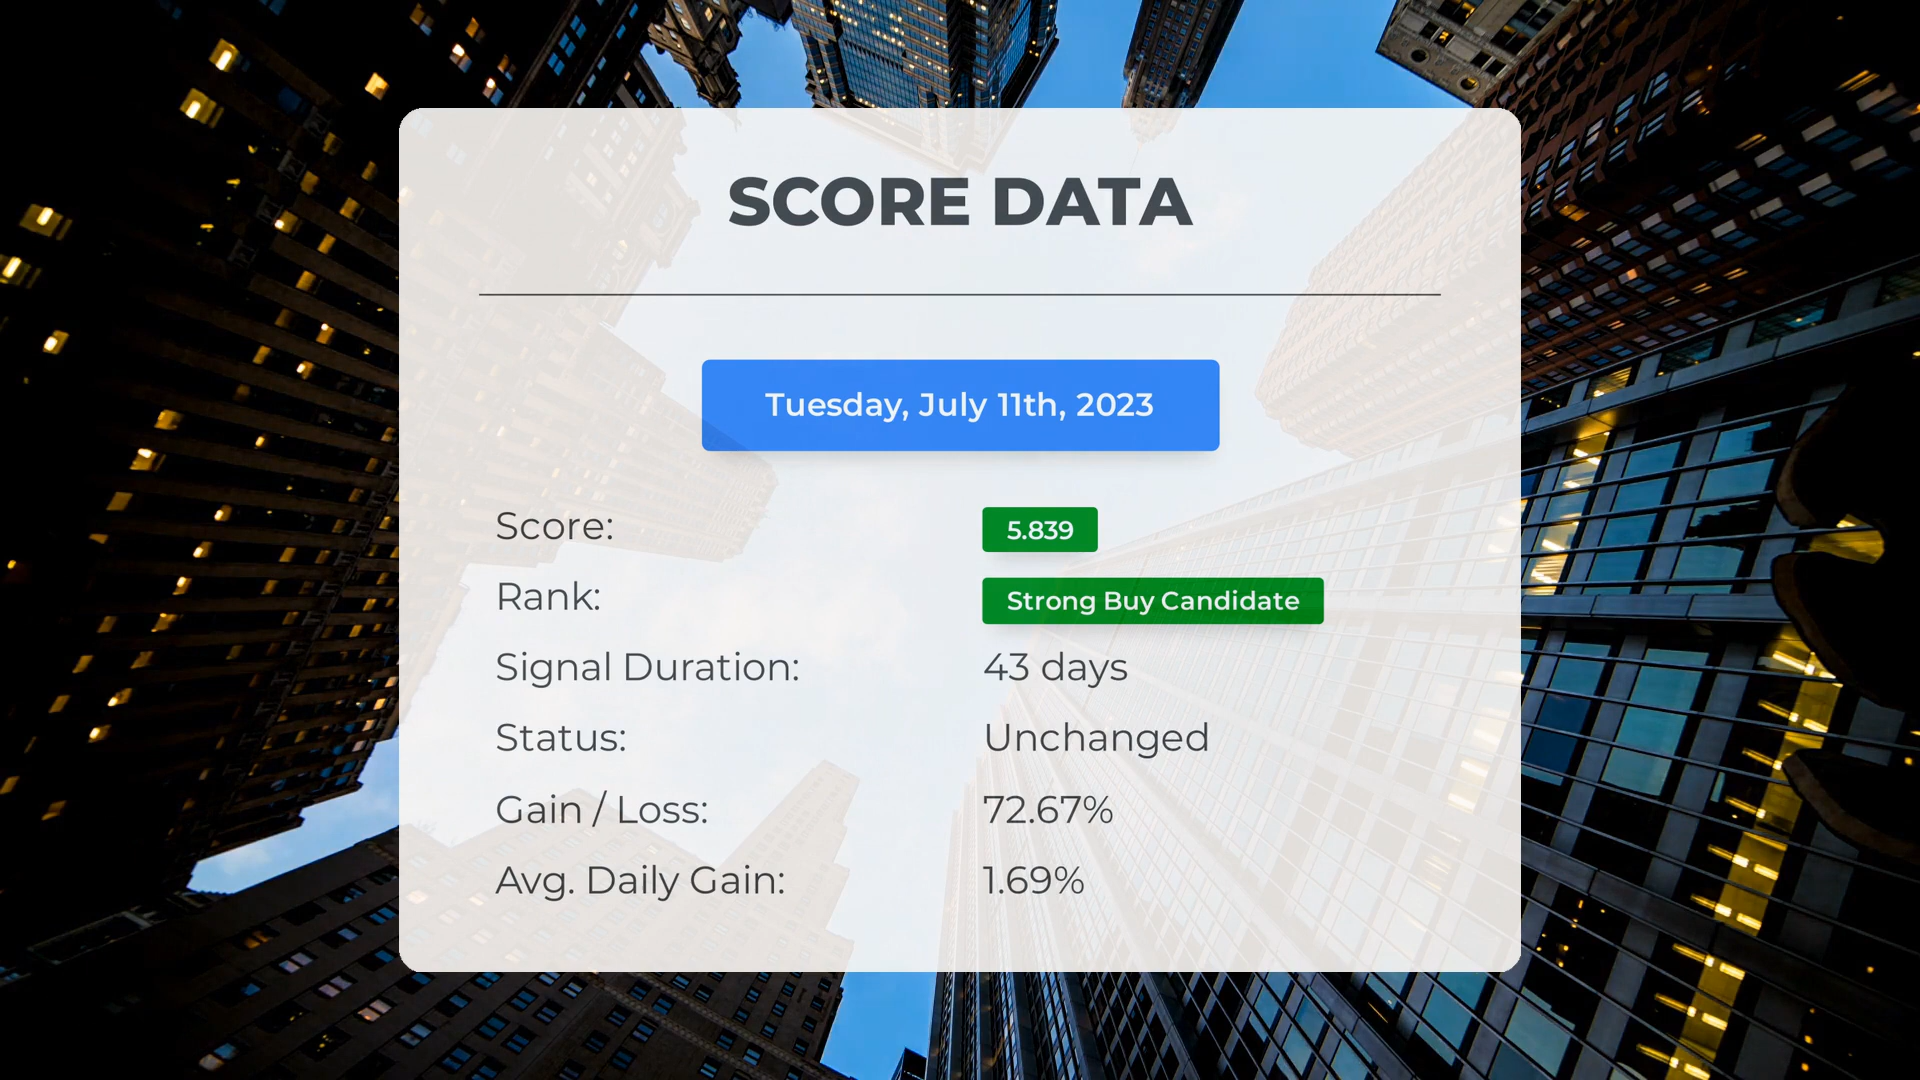 SCORE DATA
Tuesday, July 11th, 2023
Score: 5.839
Rank: Strong Buy Candidate
Signal Duration: 43 days
Status: Unchanged
Gain / Loss: 72.67%
Avg. Daily Gain: 1.69%